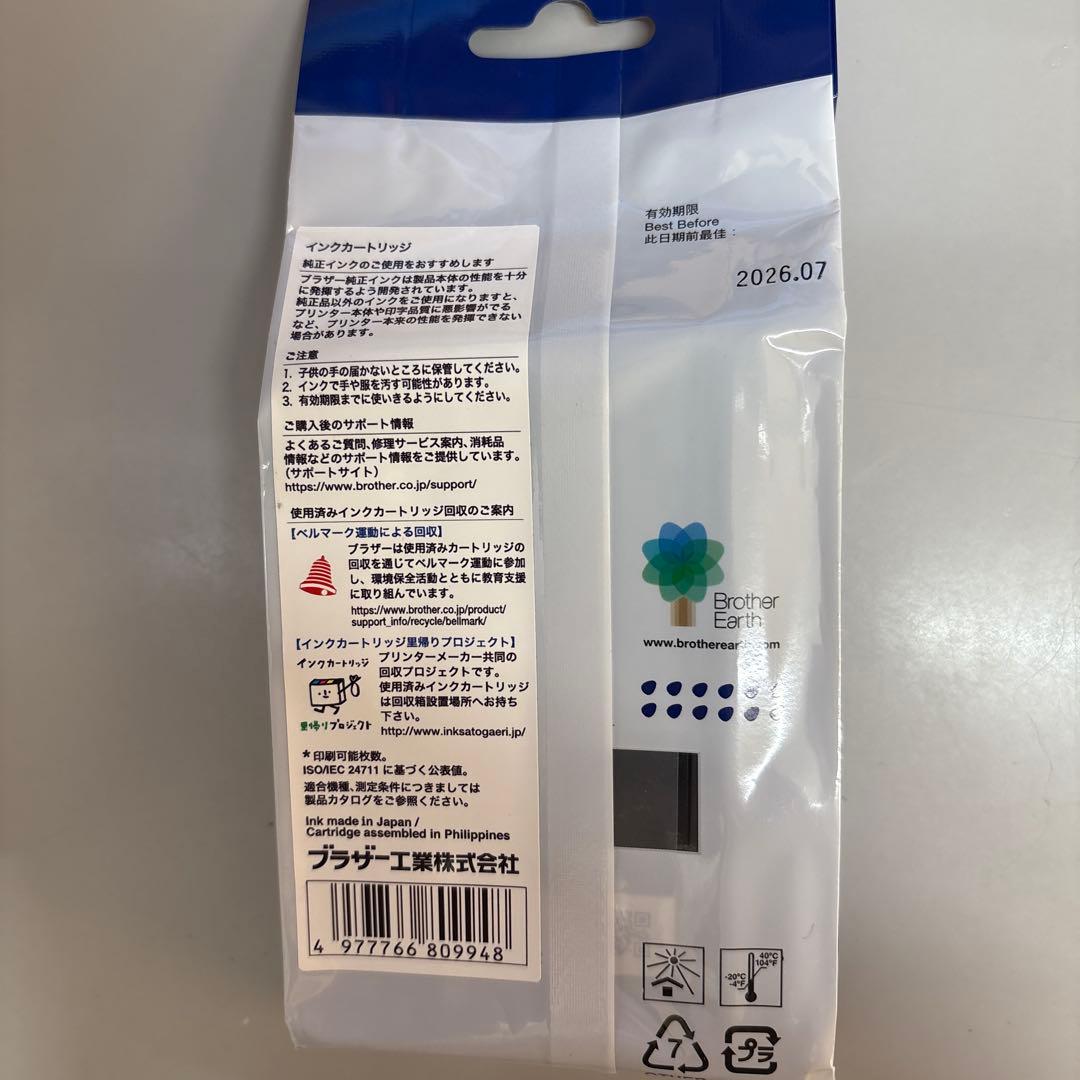 インクカートリッジ
純正インクのご使用をおすすめします
ブラザー純正インクは製品本体の性能を十分
に発揮するよう開発されています。
純正品以外のインクをご使用になりますと、
プリンター本体や印字品質に悪影響がでる
など、プリンター本来の性能を発揮できない
場合があります。
ご注意
1. 子供の手の届かないところに保管してください。
2. インクで手や服を汚す可能性があります。
3. 有効期限までに使いきるようにしてください。
ご購入後のサポート情報
よくあるご質問、修理サービス案内、消耗品
情報などのサポート情報をご提供しています。
（サポートサイト）
https://www.brother.co.jp/support/
使用済みインクカートリッジ回収のご案内
【ベルマーク運動による回収】
ブラザーは使用済みカートリッジの
回収を通じてベルマーク運動に参加
し、環境保全活動とともに教育支援
に取り組んでいます。
https://www.brother.co.jp/product/
support_info/recycle/bellmark/
【インクカートリッジ里帰りプロジェクト】
インクカートリッジ
里帰りプロジェクト
プリンターメーカー共同の
回収プロジェクトです。
使用済みインクカートリッジ
は回収箱設置場所へお持ち
下さい。
http://www.inksatogaeri.jp/
*印刷可能枚数。
ISO/IEC 24711 に基づく公表値。
適合機種、測定条件につきましては
製品カタログをご参照ください。
Ink made in Japan /
Cartridge assembled in Philippines
ブラザー工業株式会社
4 977766 809948
有効期限
Best Before
此日期前最佳：
2026.07
Brother
Earth
www.brotherearth.com
40°C
104°F
-20°C
-4°F
7
プラ
OTHER